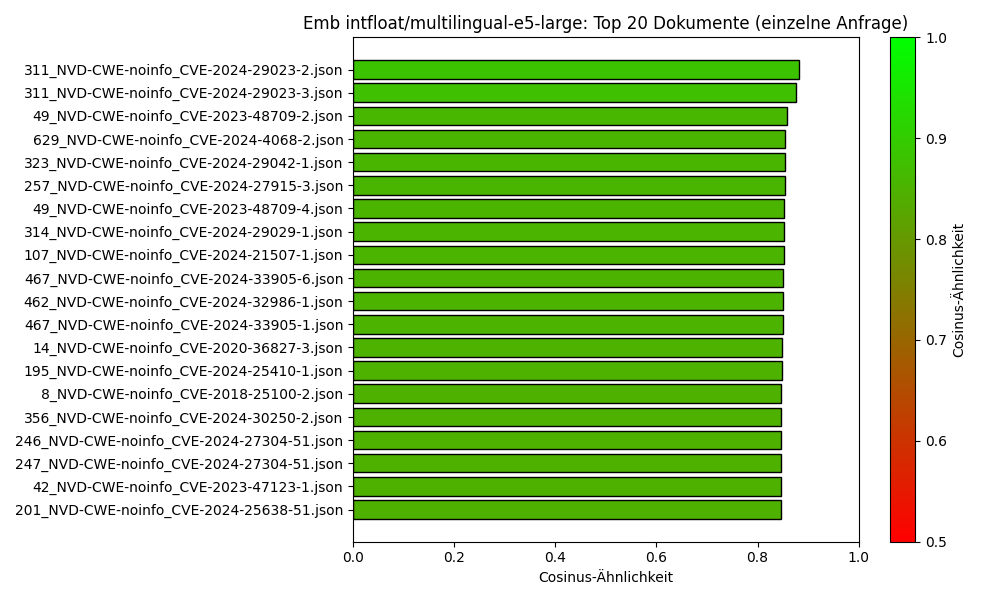 Emb intfloat/multilingual-e5-large: Top 20 Dokumente (einzelne Anfrage)
311_NVD-CWE-noinfo_CVE-2024-29023-2.json
311_NVD-CWE-noinfo_CVE-2024-29023-3.json
49_NVD-CWE-noinfo_CVE-2023-48709-2.json
629_NVD-CWE-noinfo_CVE-2024-4068-2.json
323_NVD-CWE-noinfo_CVE-2024-29042-1.json
257_NVD-CWE-noinfo_CVE-2024-27915-3.json
49_NVD-CWE-noinfo_CVE-2023-48709-4.json
314_NVD-CWE-noinfo_CVE-2024-29029-1.json
107_NVD-CWE-noinfo_CVE-2024-21507-1.json
467_NVD-CWE-noinfo_CVE-2024-33905-6.json
462_NVD-CWE-noinfo_CVE-2024-32986-1.json
467_NVD-CWE-noinfo_CVE-2024-33905-1.json
14_NVD-CWE-noinfo_CVE-2020-36827-3.json
195_NVD-CWE-noinfo_CVE-2024-25410-1.json
8_NVD-CWE-noinfo_CVE-2018-25100-2.json
356_NVD-CWE-noinfo_CVE-2024-30250-2.json
246_NVD-CWE-noinfo_CVE-2024-27304-51.json
247_NVD-CWE-noinfo_CVE-2024-27304-51.json
42_NVD-CWE-noinfo_CVE-2023-47123-1.json
201_NVD-CWE-noinfo_CVE-2024-25638-51.json
0.0 0.2 0.4 0.6 0.8 1.0
Cosinus-Ähnlichkeit
1.0
0.9
0.8
0.7
0.6
0.5
Cosinus-Ähnlichkeit